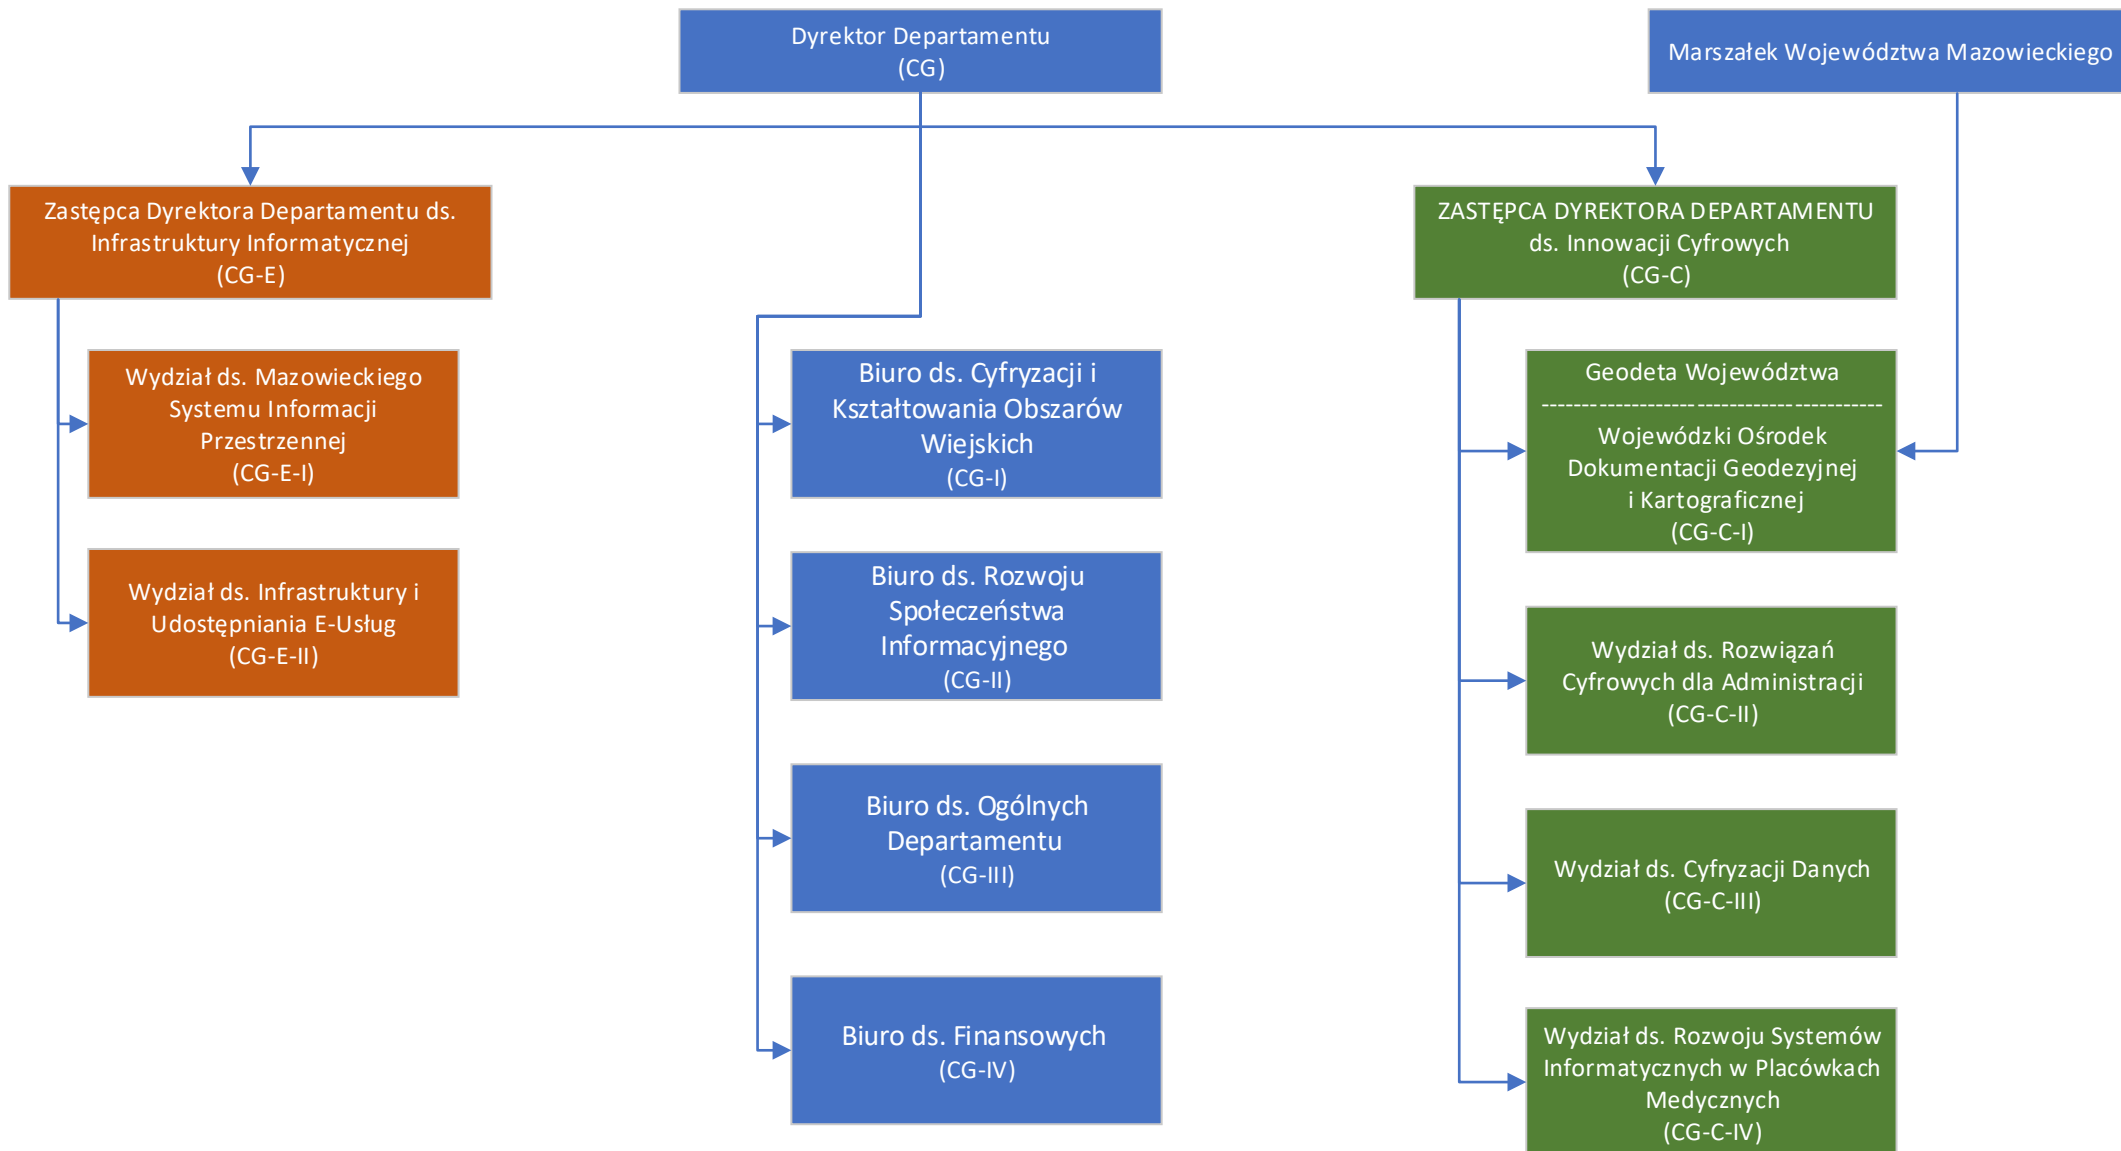 Dyrektor Departamentu
(CG)
Marszałek Województwa Mazowieckiego
Zastępca Dyrektora Departamentu ds.
Infrastruktury Informatycznej
(CG-E)
ZASTĘPCA DYREKTORA DEPARTAMENTU
ds. Innowacji Cyfrowych
(CG-C)
Wydział ds. Mazowieckiego
Systemu Informacji
Przestrzennej
(CG-E-I)
Wydział ds. Infrastruktury i
Udostępniania E-Usług
(CG-E-II)
Biuro ds. Cyfryzacji i
Kształtowania Obszarów
Wiejskich
(CG-I)
Biuro ds. Rozwoju
Społeczeństwa
Informacyjnego
(CG-II)
Biuro ds. Ogólnych
Departamentu
(CG-III)
Biuro ds. Finansowych
(CG-IV)
Geodeta Województwa
-------------------------------------------
Wojewódzki Ośrodek
Dokumentacji Geodezyjnej
i Kartograficznej
(CG-C-I)
Wydział ds. Rozwiązań
Cyfrowych dla Administracji
(CG-C-II)
Wydział ds. Cyfryzacji Danych
(CG-C-III)
Wydział ds. Rozwoju Systemów
Informatycznych w Placówkach
Medycznych
(CG-C-IV)